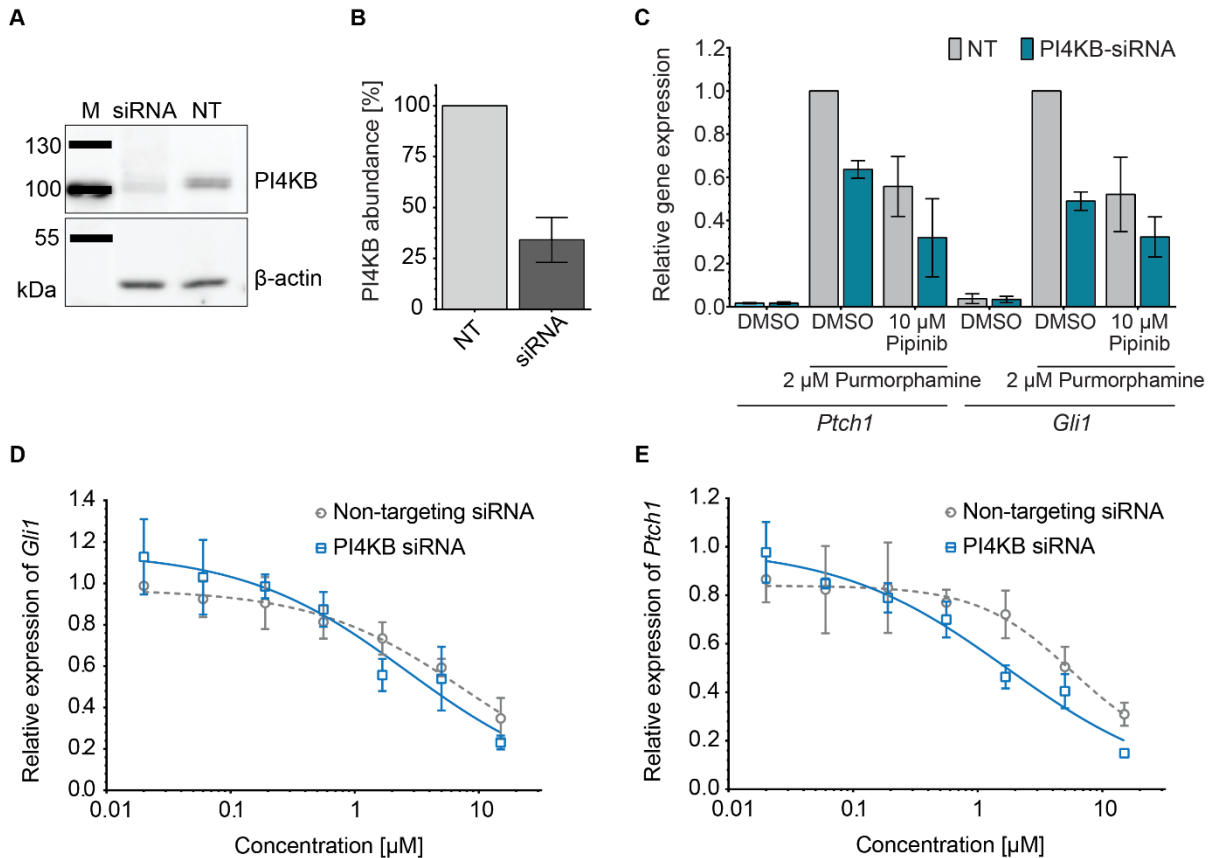 A
M siRNA NT
130
100
PI4KB
55
kDa
β-actin
B
PI4KB abundance [%]
100
75
50
25
0
NT
siRNA
C
NT PI4KB-siRNA
Relative gene expression
1.2
1.0
0.8
0.6
0.4
0.2
0.0
DMSO DMSO 10 µM DMSO DMSO 10 µM
Pipinib Pipinib
2 µM Purmorphamine 2 µM Purmorphamine
Ptch1 Gli1
D
Relative expression of Gli1
1.4
1.2
1.0
0.8
0.6
0.4
0.2
0.0
Non-targeting siRNA
PI4KB siRNA
0.01 0.1 1 10
Concentration [µM]
E
Relative expression of Ptch1
1.2
1.0
0.8
0.6
0.4
0.2
0.0
Non-targeting siRNA
PI4KB siRNA
0.01 0.1 1 10
Concentration [µM]